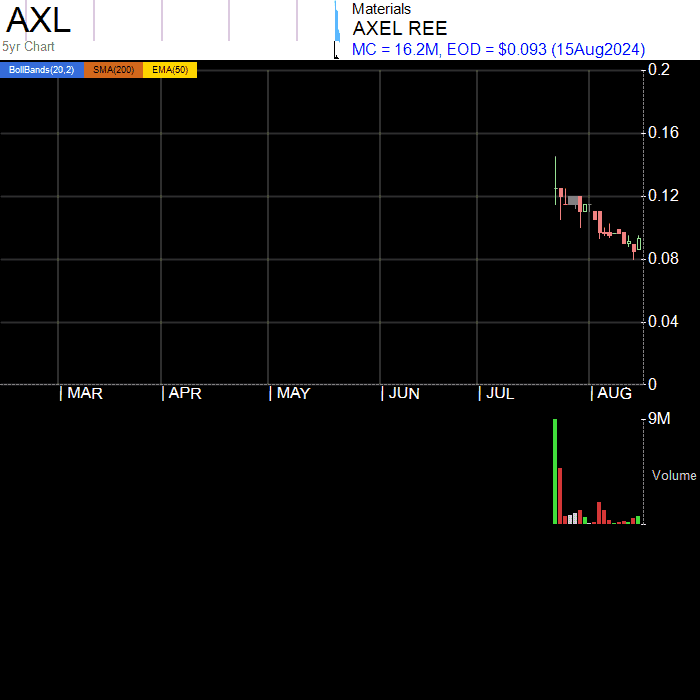 AXL
5yr Chart
Materials
AXEL REE
MC = 16.2M, EOD = $0.093 (15Aug2024)
BollBands(20,2) SMA(200) EMA(50)
0.2
0.16
0.12
0.08
0.04
0
| MAR | APR | MAY | JUN | JUL | AUG
9M
Volume